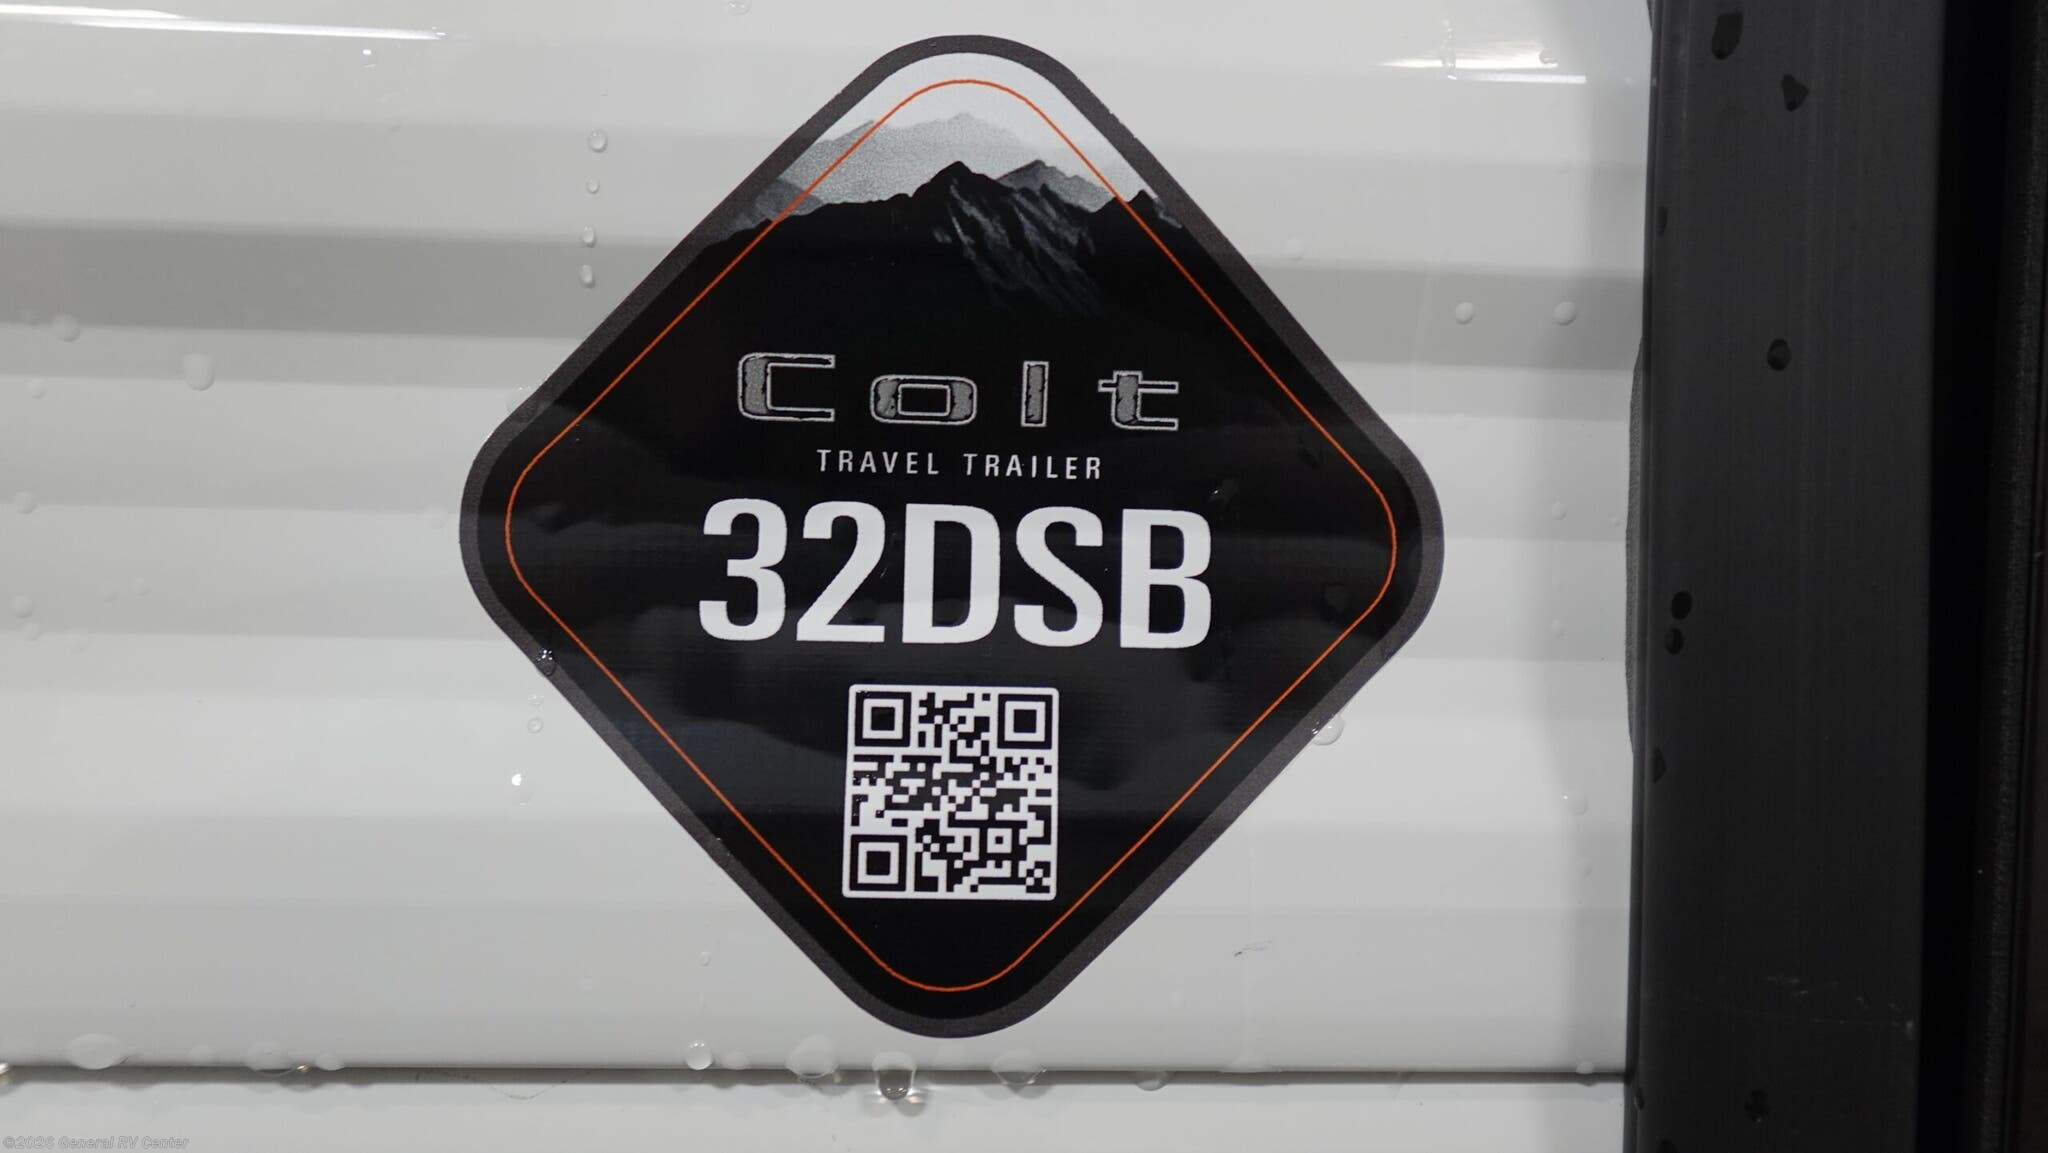 Colt
TRAVEL TRAILER
32DSB
©2026 General RV Center